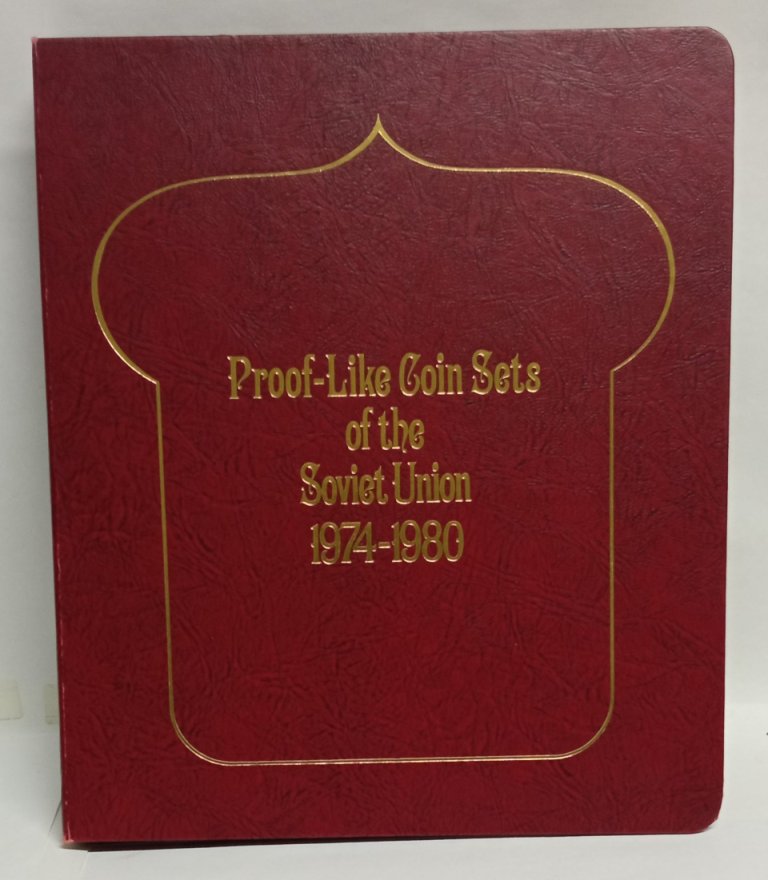 Proof-Like Coin Sets
of the
Soviet Union
1974-1980